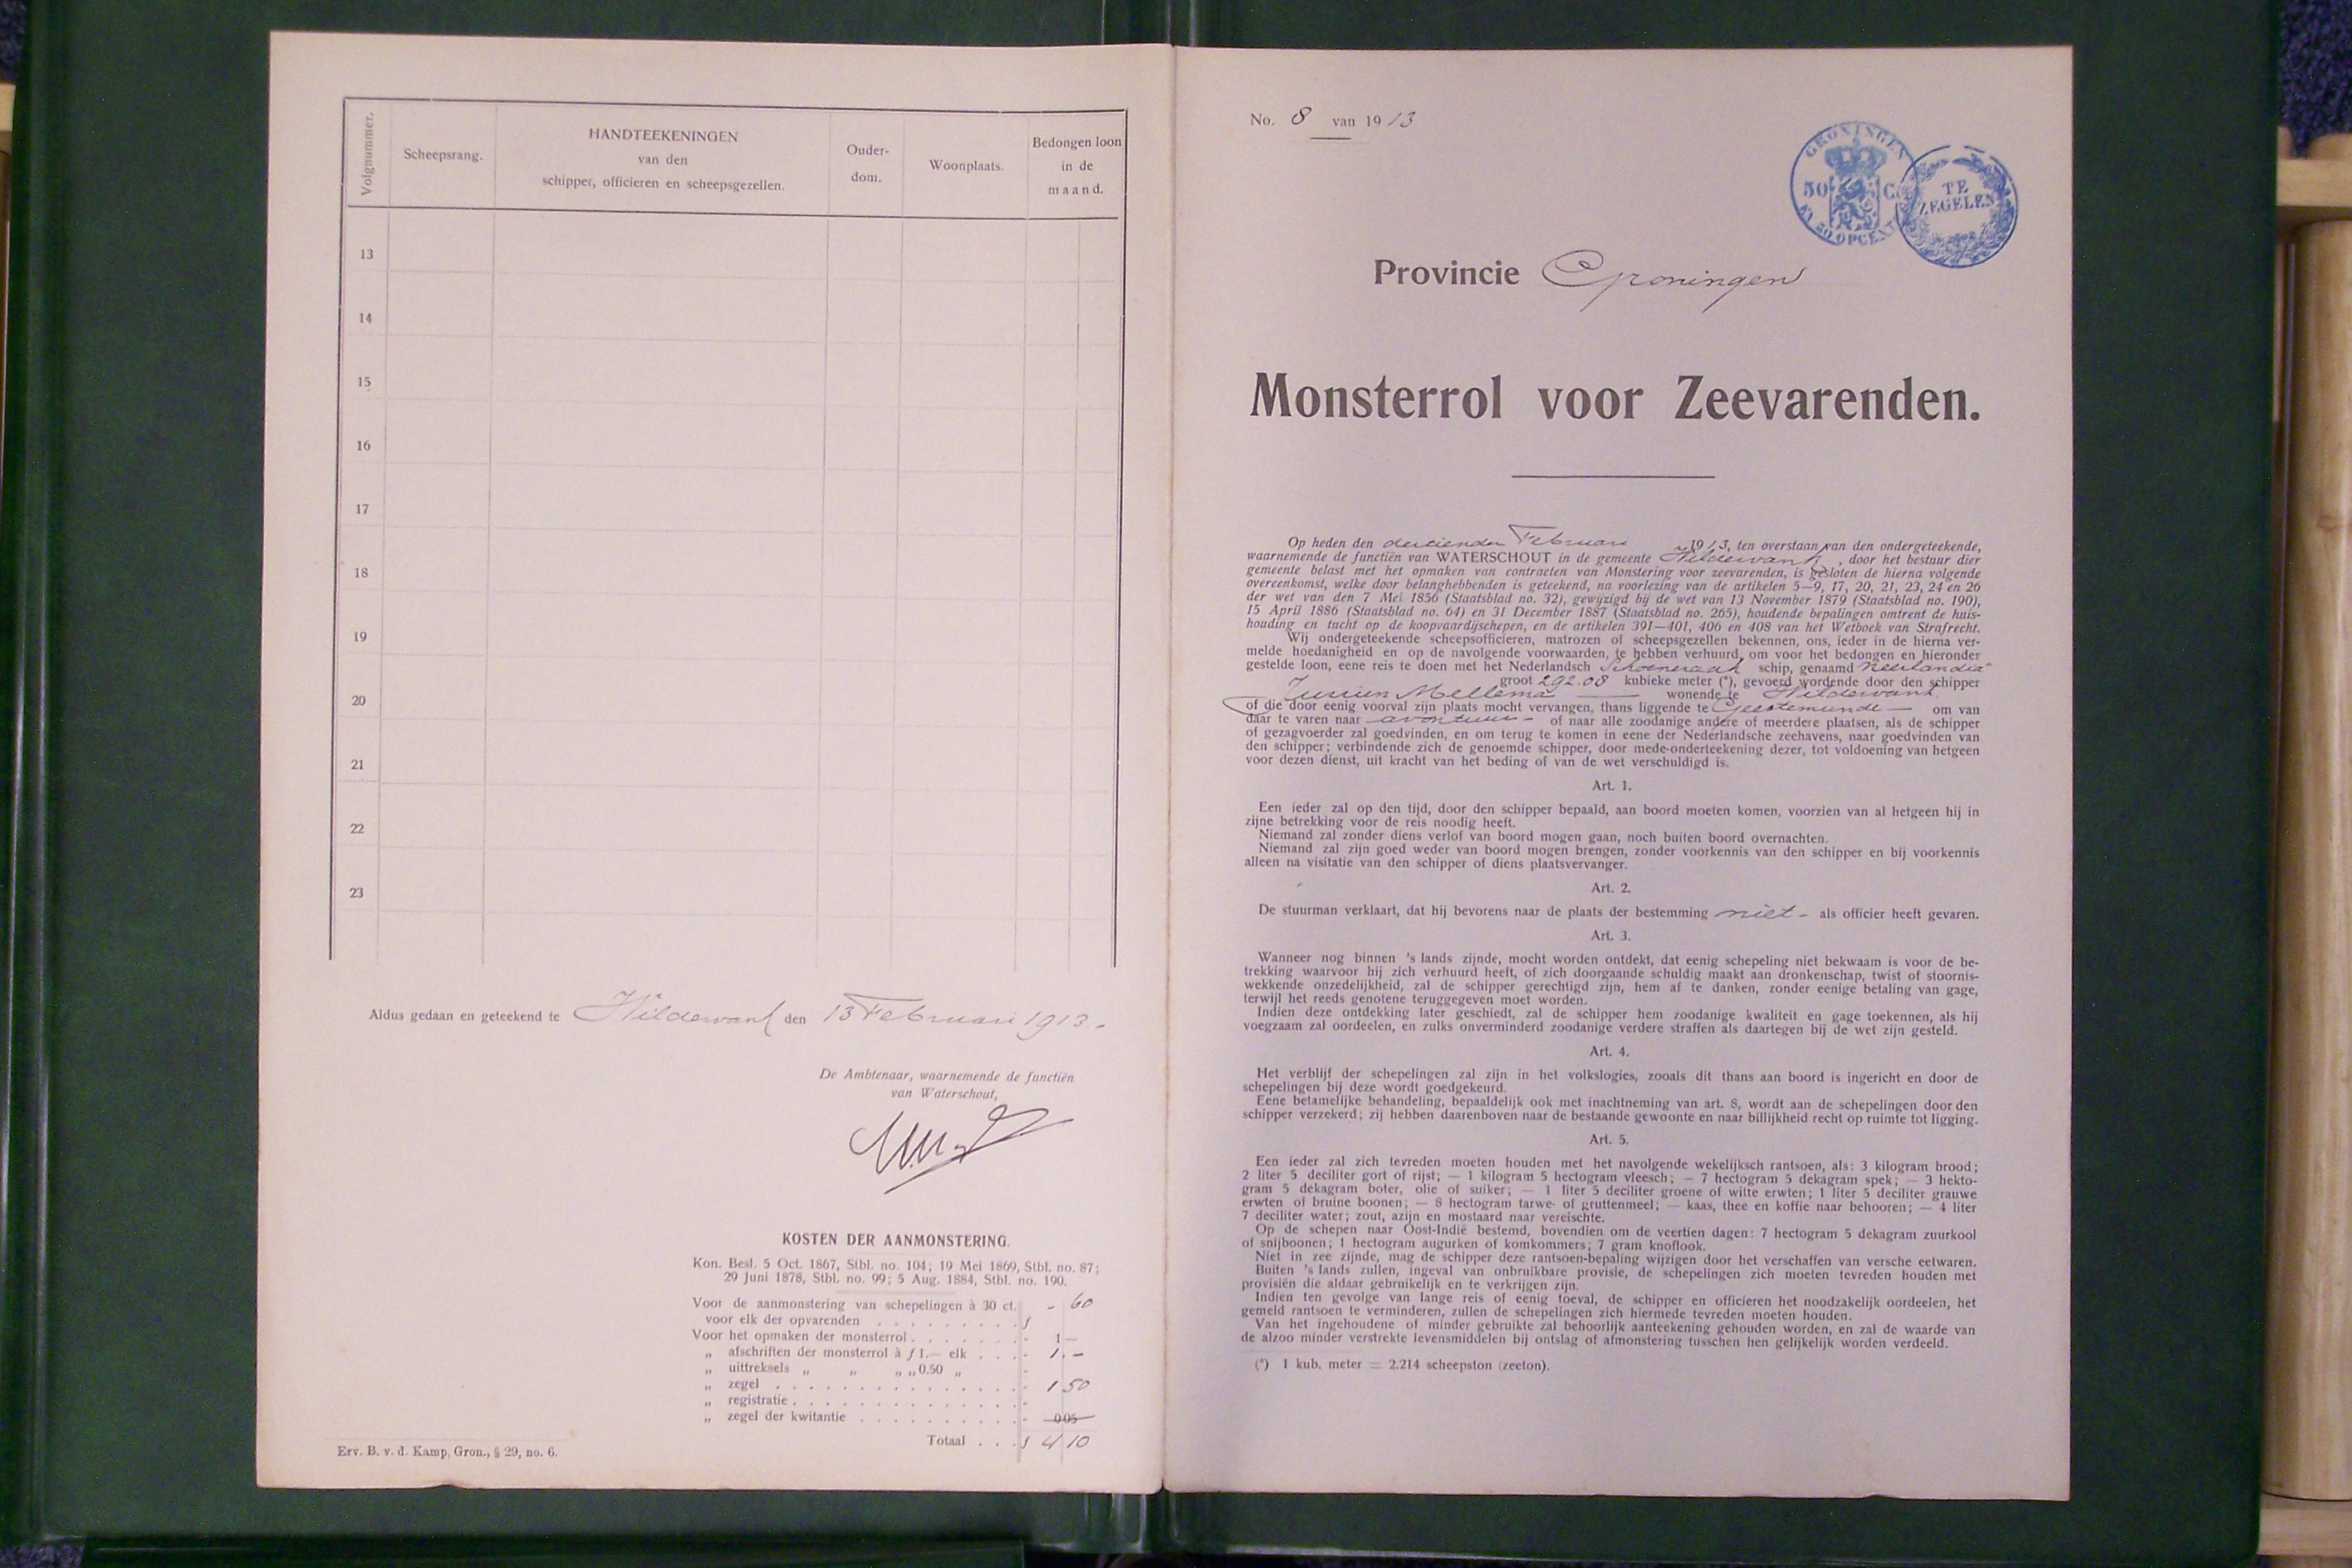 Volgnummer.
Scheepsrang.
HANDTEEKENINGEN
van den
schipper, officieren en scheepsgezellen.
Ouder-
dom.
Woonplaats.
Bedongen loon
in de
maand.
13
14
15
16
17
18
19
20
21
22
23
Aldus gedaan en geteekend te Wildervank den 13 Februari 1913.-
De Ambtenaar, waarnemende de functiën
van Waterschout,
KOSTEN DER AANMONSTERING.
Kon. Besl. 5 Oct. 1867, Stbl. no. 104; 19 Mei 1869, Stbl. no. 87;
29 Juni 1878, Stbl. no. 99; 5 Aug. 1884, Stbl. no. 190.
Voor de aanmonstering van schepelingen à 30 ct. - 60
voor elk der opvarenden . . . . . . . . . f
Voor het opmaken der monsterrol . . . . . . . - 1 —
„ afschriften der monsterrol à f 1.— elk . . . - 1. -
„ uittreksels „ „ „ „ 0.50 „ -
„ zegel . . . . . . . . . . . . . . . - 1 50
„ registratie . . . . . . . . . . . . . -
„ zegel der kwitantie . . . . . . . . . . - 0 05
Totaal . . . f 4 10
Erv. B. v. d. Kamp, Gron., § 29, no. 6.
No. 8 van 1913
GRONINGEN
50 C.
TE
ZEGELEN
Provincie Groningen
Monsterrol voor Zeevarenden.
Op heden den dertienden Februari 1913, ten overstaan van den ondergeteekende,
waarnemende de functiën van WATERSCHOUT in de gemeente Wildervank, door het bestuur dier
gemeente belast met het opmaken van contracten van Monstering voor zeevarenden, is gesloten de hierna volgende
overeenkomst, welke door belanghebbenden is geteekend, na voorlezing van de artikelen 5—9, 17, 20, 21, 23, 24 en 26
der wet van den 7 Mei 1856 (Staatsblad no. 32), gewijzigd bij de wet van 13 November 1879 (Staatsblad no. 190),
15 April 1886 (Staatsblad no. 64) en 31 December 1887 (Staatsblad no. 265), houdende bepalingen omtrent de huis-
houding en tucht op de koopvaardijschepen, en de artikelen 391—401, 406 en 408 van het Wetboek van Strafrecht.
Wij ondergeteekende scheepsofficieren, matrozen of scheepsgezellen bekennen, ons, ieder in de hierna ver-
melde hoedanigheid en op de navolgende voorwaarden, te hebben verhuurd, om voor het bedongen en hieronder
gestelde loon, eene reis te doen met het Nederlandsch Schoeneraak schip, genaamd Neerlandia"
groot 292.08 kubieke meter (*), gevoerd wordende door den schipper
Jurrien Mellema — wonende te Wildervank
of die door eenig voorval zijn plaats mocht vervangen, thans liggende te Geestemunde — om van
daar te varen naar avontuur - of naar alle zoodanige andere of meerdere plaatsen, als de schipper
of gezagvoerder zal goedvinden, en om terug te komen in eene der Nederlandsche zeehavens, naar goedvinden van
den schipper; verbindende zich de genoemde schipper, door mede-onderteekening dezer, tot voldoening van hetgeen
voor dezen dienst, uit kracht van het beding of van de wet verschuldigd is.
Art. 1.
Een ieder zal op den tijd, door den schipper bepaald, aan boord moeten komen, voorzien van al hetgeen hij in
zijne betrekking voor de reis noodig heeft.
Niemand zal zonder diens verlof van boord mogen gaan, noch buiten boord overnachten.
Niemand zal zijn goed weder van boord mogen brengen, zonder voorkennis van den schipper en bij voorkennis
alleen na visitatie van den schipper of diens plaatsvervanger.
Art. 2.
De stuurman verklaart, dat hij bevorens naar de plaats der bestemming niet - als officier heeft gevaren.
Art. 3.
Wanneer nog binnen 's lands zijnde, mocht worden ontdekt, dat eenig schepeling niet bekwaam is voor de be-
trekking waarvoor hij zich verhuurd heeft, of zich doorgaande schuldig maakt aan dronkenschap, twist of stoornis-
wekkende onzedelijkheid, zal de schipper gerechtigd zijn, hem af te danken, zonder eenige betaling van gage,
terwijl het reeds genotene teruggegeven moet worden.
Indien deze ontdekking later geschiedt, zal de schipper hem zoodanige kwaliteit en gage toekennen, als hij
voegzaam zal oordeelen, en zulks onverminderd zoodanige verdere straffen als daartegen bij de wet zijn gesteld.
Art. 4.
Het verblijf der schepelingen zal zijn in het volkslogies, zooals dit thans aan boord is ingericht en door de
schepelingen bij deze wordt goedgekeurd.
Eene betamelijke behandeling, bepaaldelijk ook met inachtneming van art. 8, wordt aan de schepelingen door den
schipper verzekerd; zij hebben daarenboven naar de bestaande gewoonte en naar billijkheid recht op ruimte tot ligging.
Art. 5.
Een ieder zal zich tevreden moeten houden met het navolgende wekelijksch rantsoen, als: 3 kilogram brood;
2 liter 5 deciliter gort of rijst; — 1 kilogram 5 hectogram vleesch; — 7 hectogram 5 dekagram spek; — 3 hekto-
gram 5 dekagram boter, olie of suiker; — 1 liter 5 deciliter groene of witte erwten; 1 liter 5 deciliter grauwe
erwten of bruine boonen; — 8 hectogram tarwe- of gruttenmeel; — kaas, thee en koffie naar behooren; — 4 liter
7 deciliter water; zout, azijn en mostaard naar vereischte.
Op de schepen naar Oost-Indië bestemd, bovendien om de veertien dagen: 7 hectogram 5 dekagram zuurkool
of snijboonen; 1 hectogram augurken of komkommers; 7 gram knoflook.
Niet in zee zijnde, mag de schipper deze rantsoen-bepaling wijzigen door het verschaffen van versche eetwaren.
Buiten 's lands zullen, ingeval van onbruikbare provisie, de schepelingen zich moeten tevreden houden met
provisiën die aldaar gebruikelijk en te verkrijgen zijn.
Indien ten gevolge van lange reis of eenig toeval, de schipper en officieren het noodzakelijk oordeelen, het
gemeld rantsoen te verminderen, zullen de schepelingen zich hiermede tevreden moeten houden.
Van het ingehoudene of minder gebruikte zal behoorlijk aanteekening gehouden worden, en zal de waarde van
de alzoo minder verstrekte levensmiddelen bij ontslag of afmonstering tusschen hen gelijkelijk worden verdeeld.
(*) 1 kub. meter = 2.214 scheepston (zeeton).